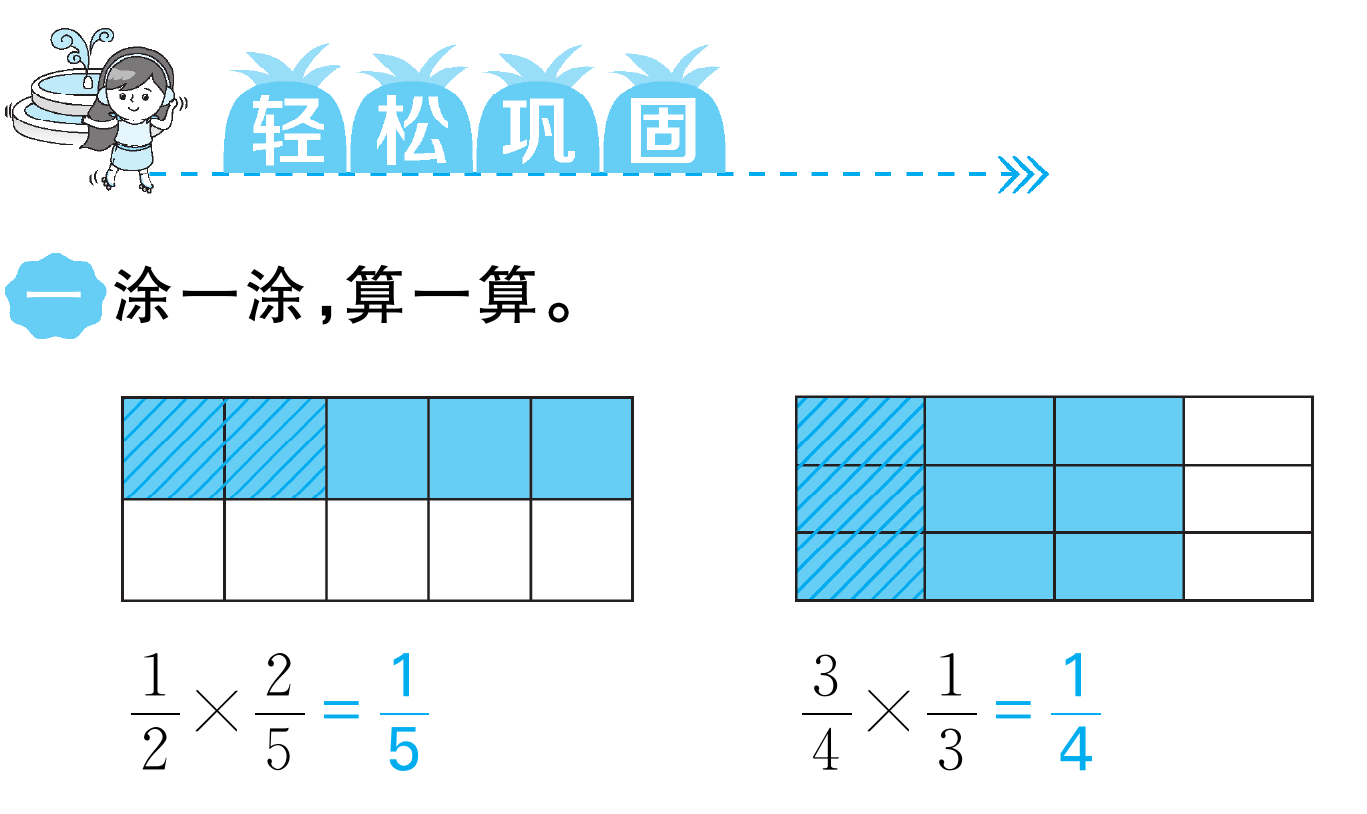 轻松巩固
一 涂一涂,算一算。
1/2 × 2/5 = 1/5
3/4 × 1/3 = 1/4